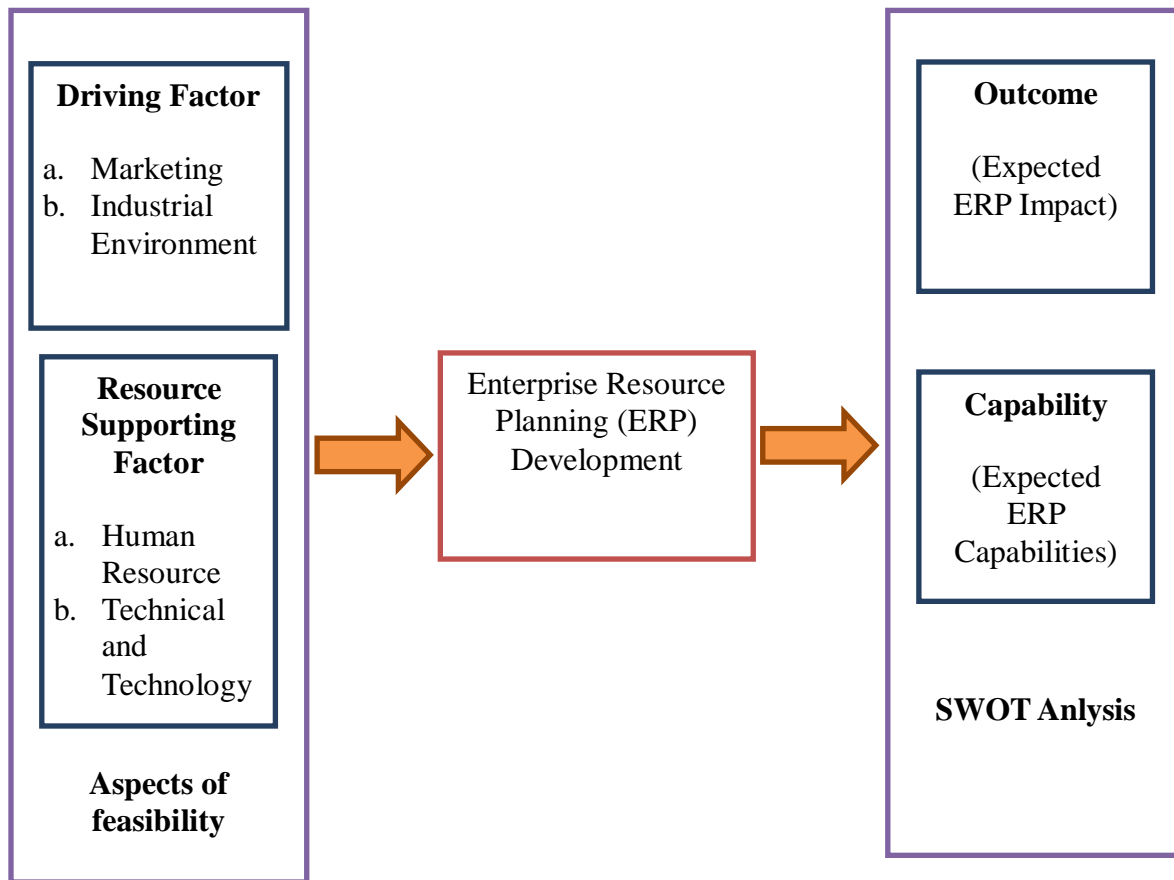 Driving Factor
a. Marketing
b. Industrial
Environment
Resource
Supporting
Factor
a. Human
Resource
b. Technical
and
Technology
Aspects of
feasibility
Enterprise Resource
Planning (ERP)
Development
Outcome
(Expected
ERP Impact)
Capability
(Expected
ERP
Capabilities)
SWOT Anlysis